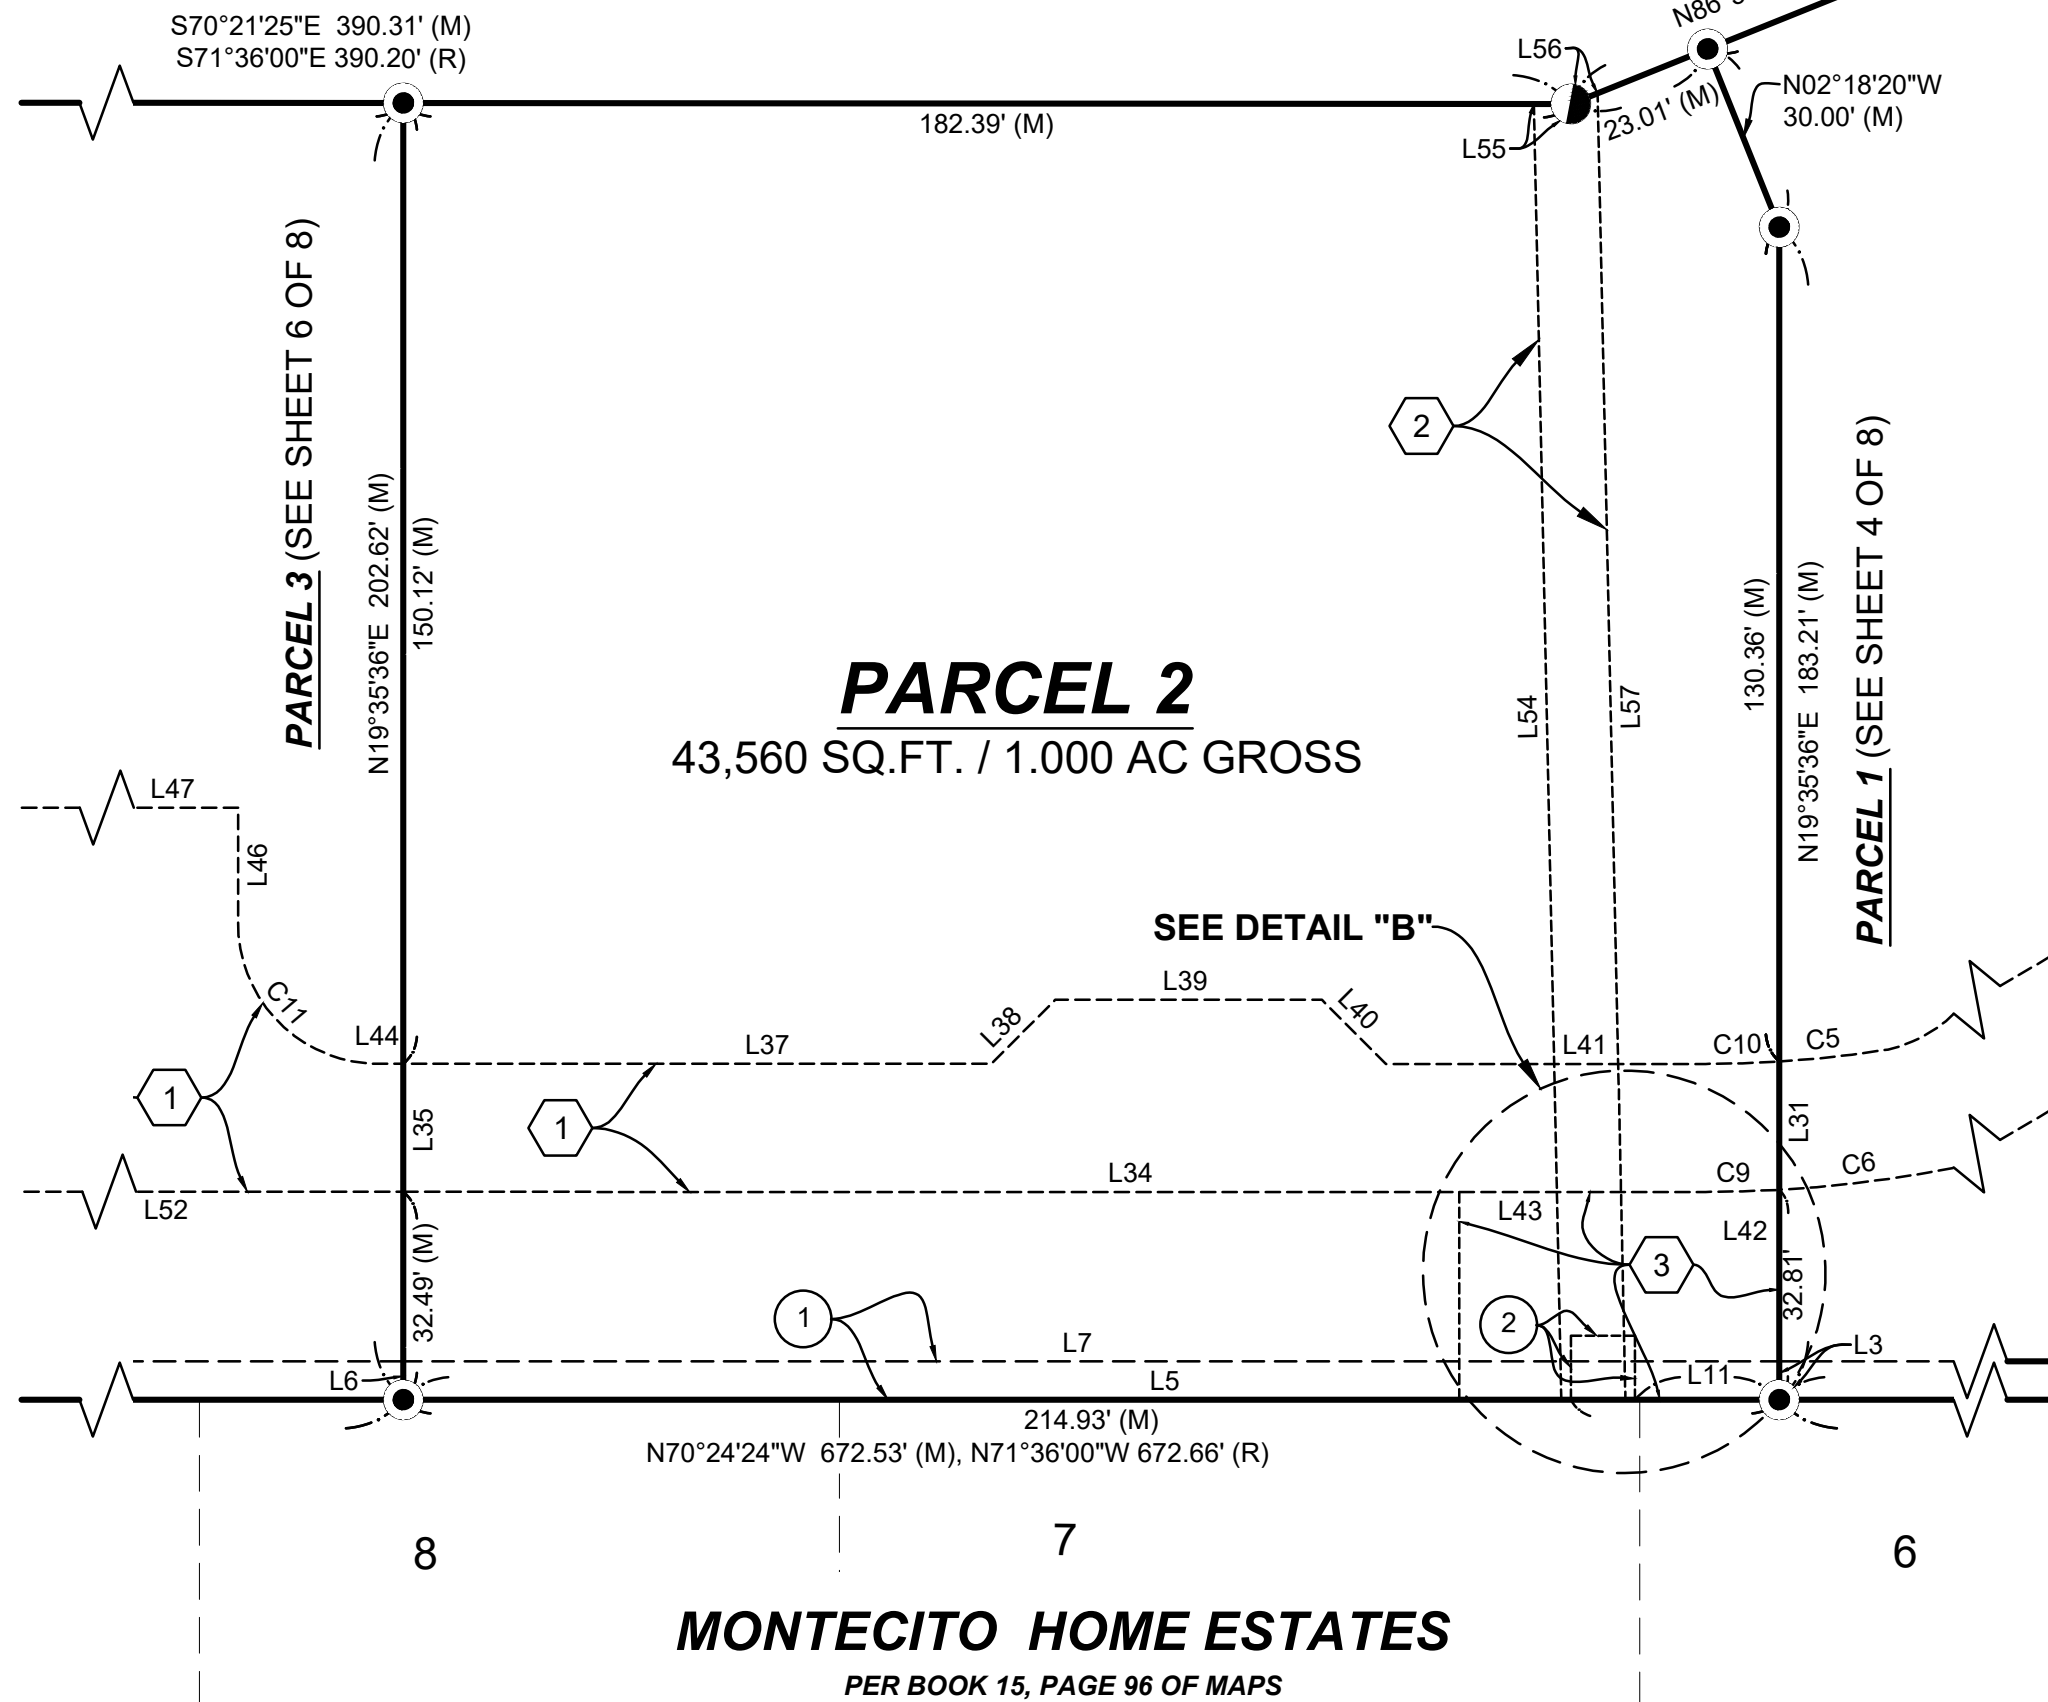 S70°21'25"E 390.31' (M)
S71°36'00"E 390.20' (R)
182.39' (M)
L56
L55
23.01' (M)
N02°18'20"W
30.00' (M)
PARCEL 3 (SEE SHEET 6 OF 8)
N19°35'36"E 202.62' (M)
150.12' (M)
2
L54
L57
130.36' (M)
N19°35'36"E 183.21' (M)
PARCEL 1 (SEE SHEET 4 OF 8)
PARCEL 2
43,560 SQ.FT. / 1.000 AC GROSS
L47
L46
C11
L44
SEE DETAIL "B"
L37
L38
L39
L40
L41
C10
C5
1
1
L35
L31
L34
C9
C6
L52
L43
L42
32.49' (M)
3
32.81'
1
2
L7
L3
L6
L5
L11
214.93' (M)
N70°24'24"W 672.53' (M), N71°36'00"W 672.66' (R)
8
7
6
MONTECITO HOME ESTATES
PER BOOK 15, PAGE 96 OF MAPS